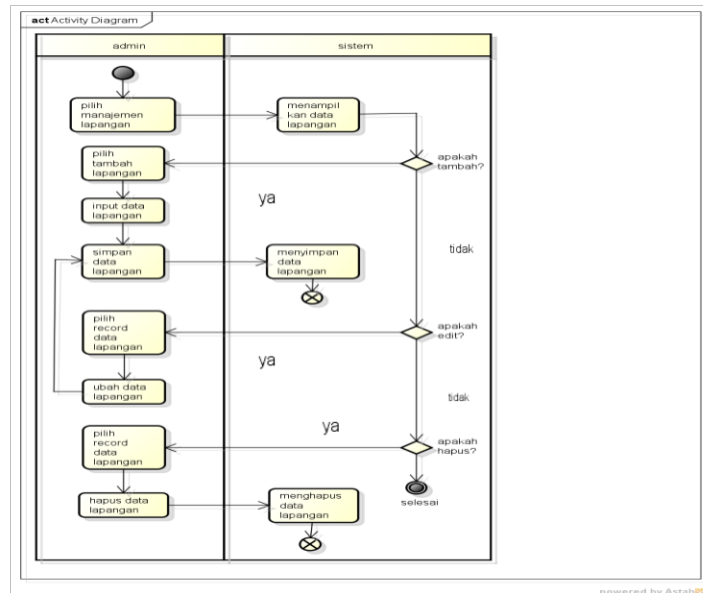 act Activity Diagram
admin
sistem
pilih
manajemen
lapangan
menampil
kan data
lapangan
apakah
tambah?
pilih
tambah
lapangan
ya
input data
lapangan
simpan
data
lapangan
menyimpan
data
lapangan
tidak
apakah
edit?
pilih
record
data
lapangan
ya
ubah data
lapangan
tidak
ya
apakah
hapus?
pilih
record
data
lapangan
hapus data
lapangan
menghapus
data
lapangan
selesai
powered by Astah